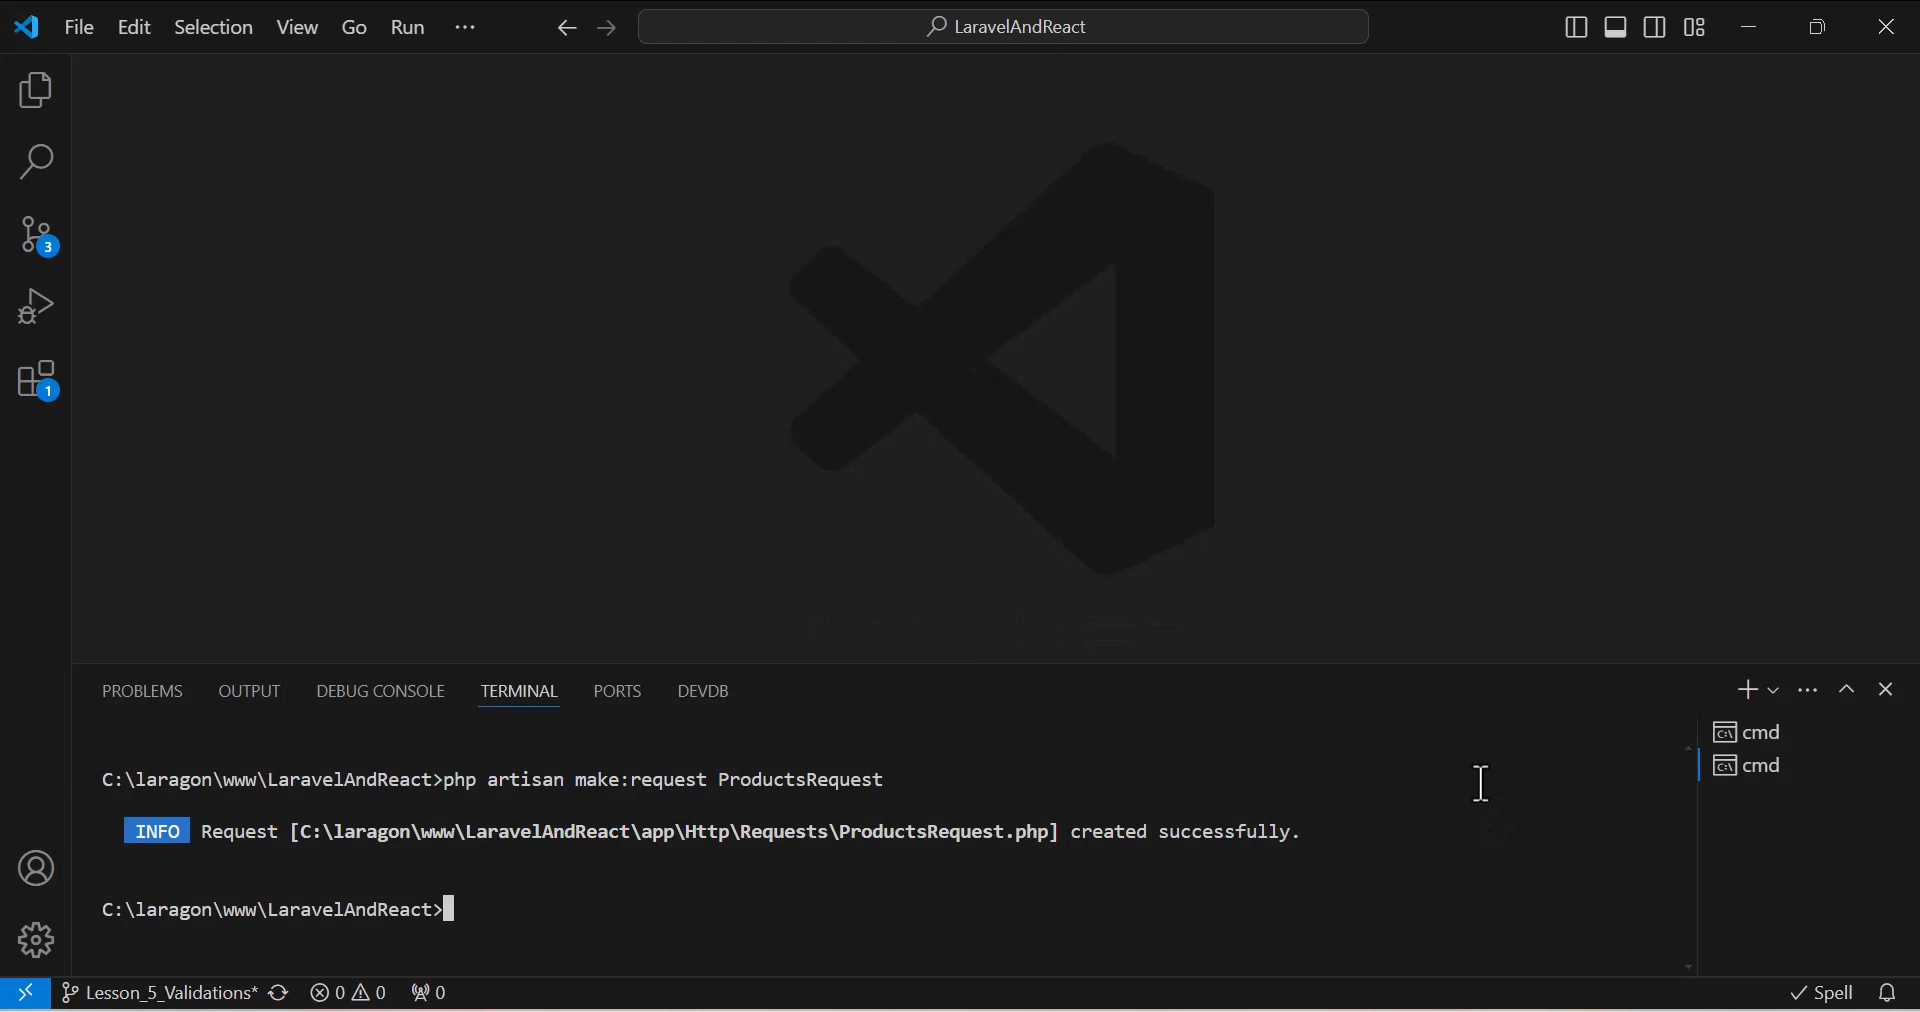 File Edit Selection View Go Run ··· LaravelAndReact
3
1
PROBLEMS OUTPUT DEBUG CONSOLE TERMINAL PORTS DEVDB
cmd
cmd
C:\laragon\www\LaravelAndReact>php artisan make:request ProductsRequest
INFO Request [C:\laragon\www\LaravelAndReact\app\Http\Requests\ProductsRequest.php] created successfully.
C:\laragon\www\LaravelAndReact>
Lesson_5_Validations* 0 0 0 Spell